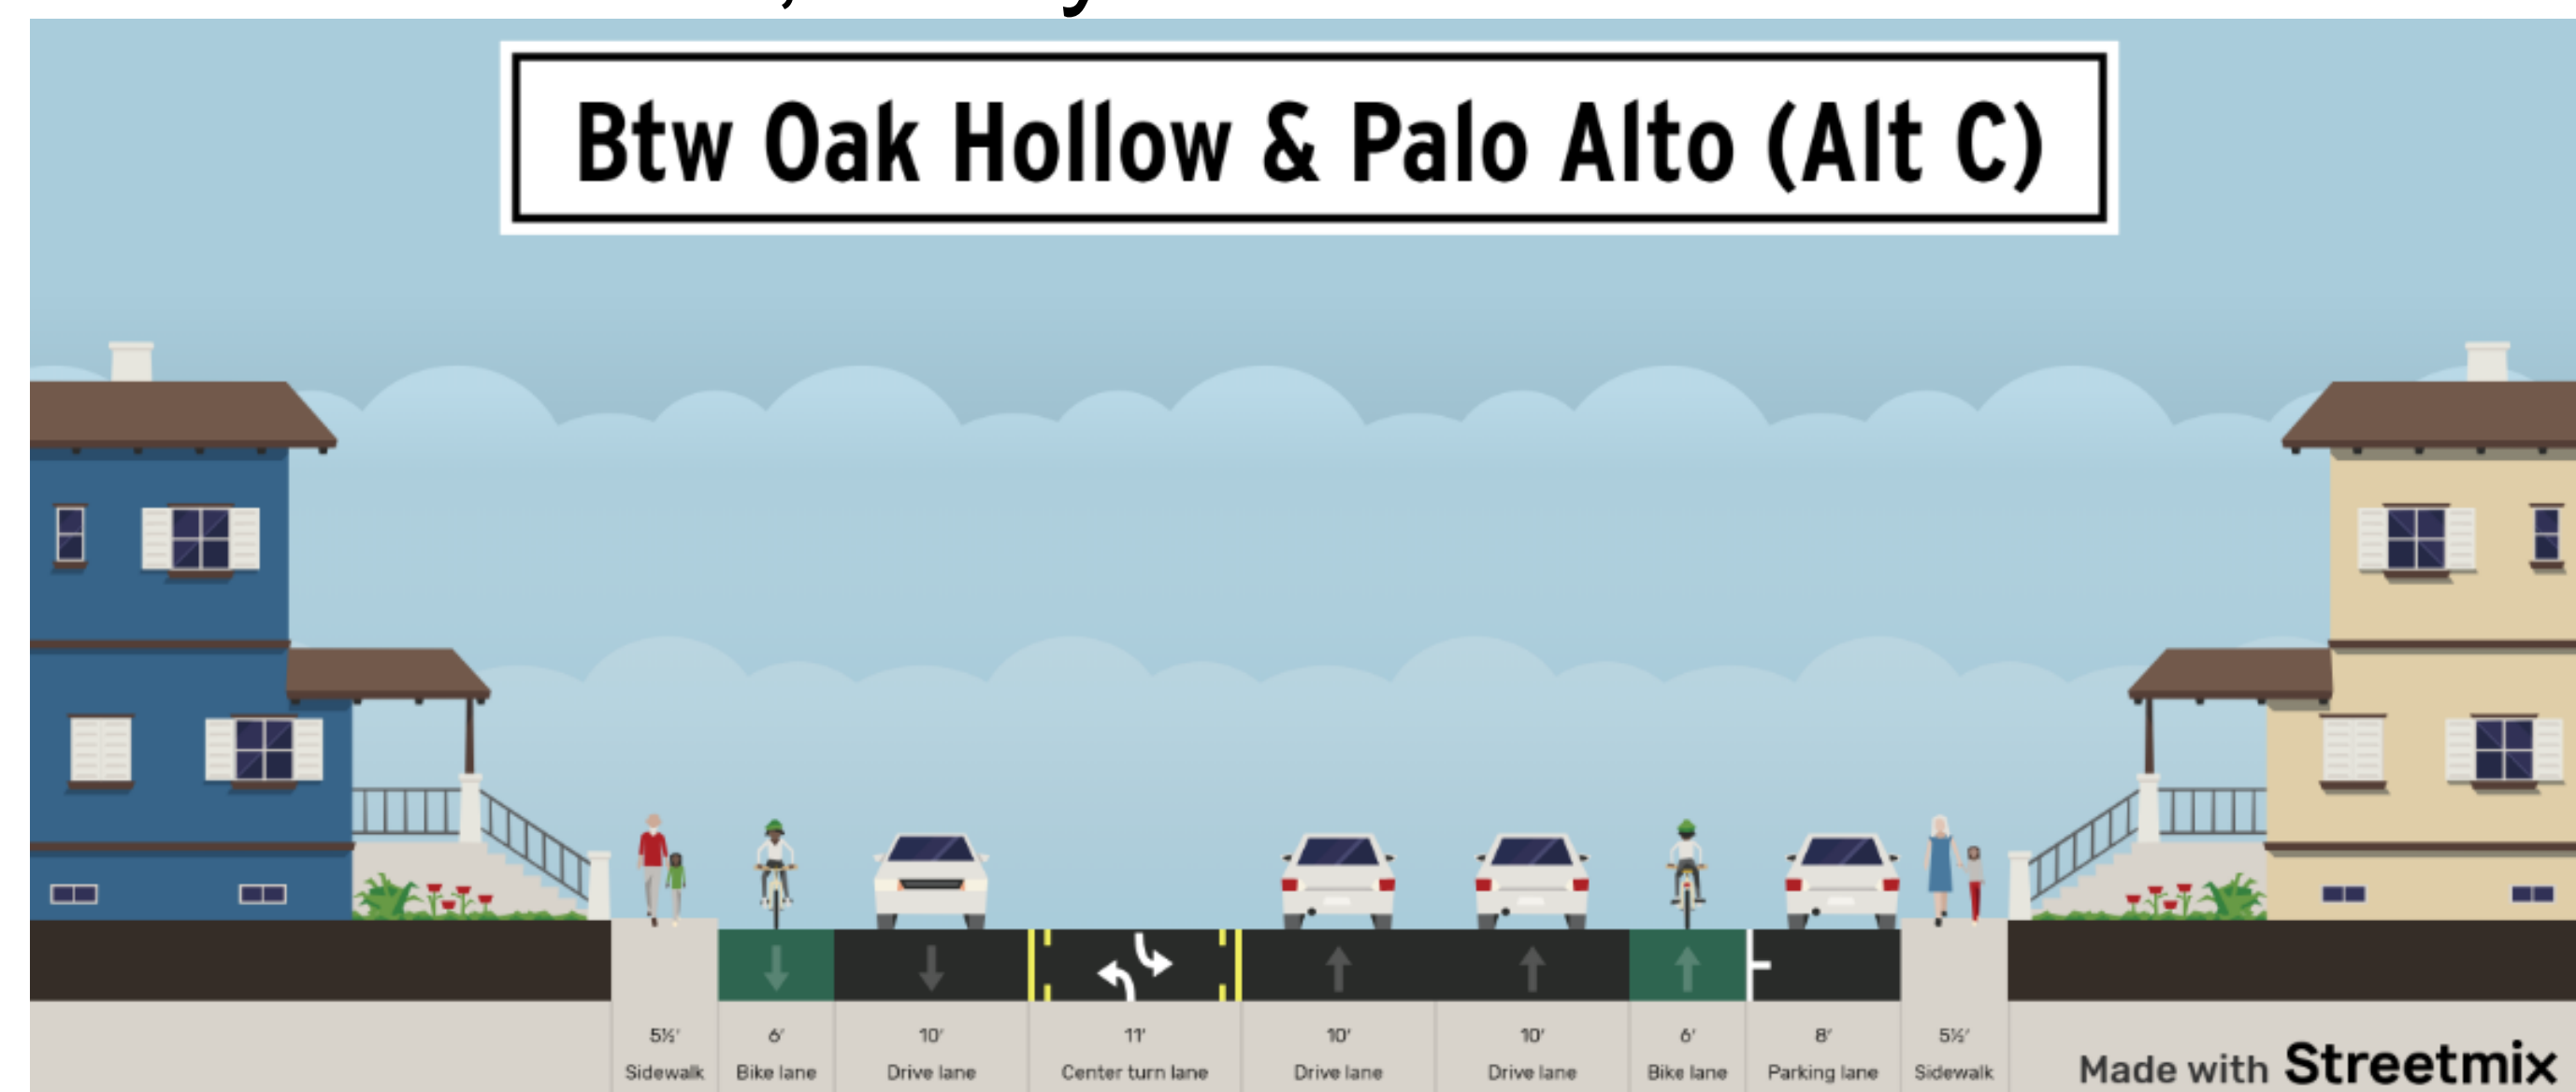 Btw Oak Hollow & Palo Alto (Alt C)
5½' 6' 10' 11' 10' 10' 6' 8' 5½'
Sidewalk Bike lane Drive lane Center turn lane Drive lane Drive lane Bike lane Parking lane Sidewalk
Made with Streetmix